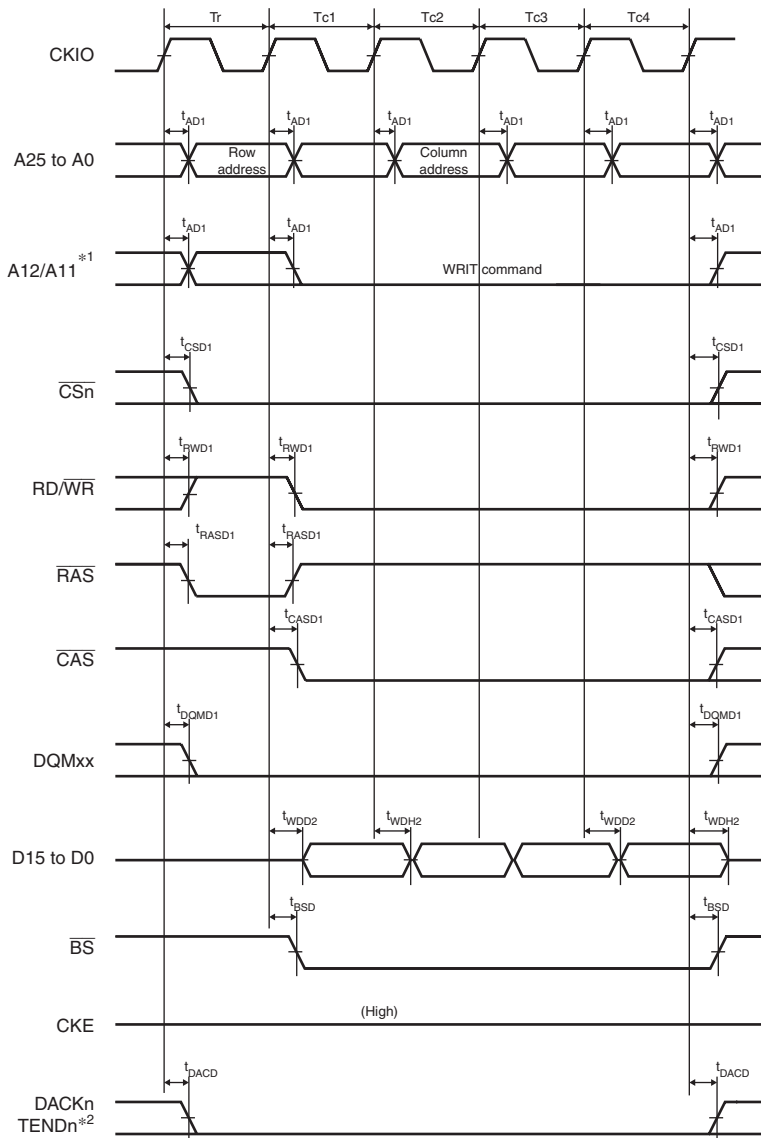 Tr Tc1 Tc2 Tc3 Tc4
CKIO
tAD1 tAD1 tAD1 tAD1 tAD1 tAD1
A25 to A0
Row
address
Column
address
tAD1 tAD1 tAD1
A12/A11*1
WRIT command
tCSD1 tCSD1
CSn
tRWD1 tRWD1 tRWD1
RD/WR
tRASD1 tRASD1
RAS
tCASD1 tCASD1
CAS
tDQMD1 tDQMD1
DQMxx
tWDD2 tWDH2 tWDD2 tWDH2
D15 to D0
tBSD tBSD
BS
(High)
CKE
tDACD tDACD
DACKn
TENDn*2